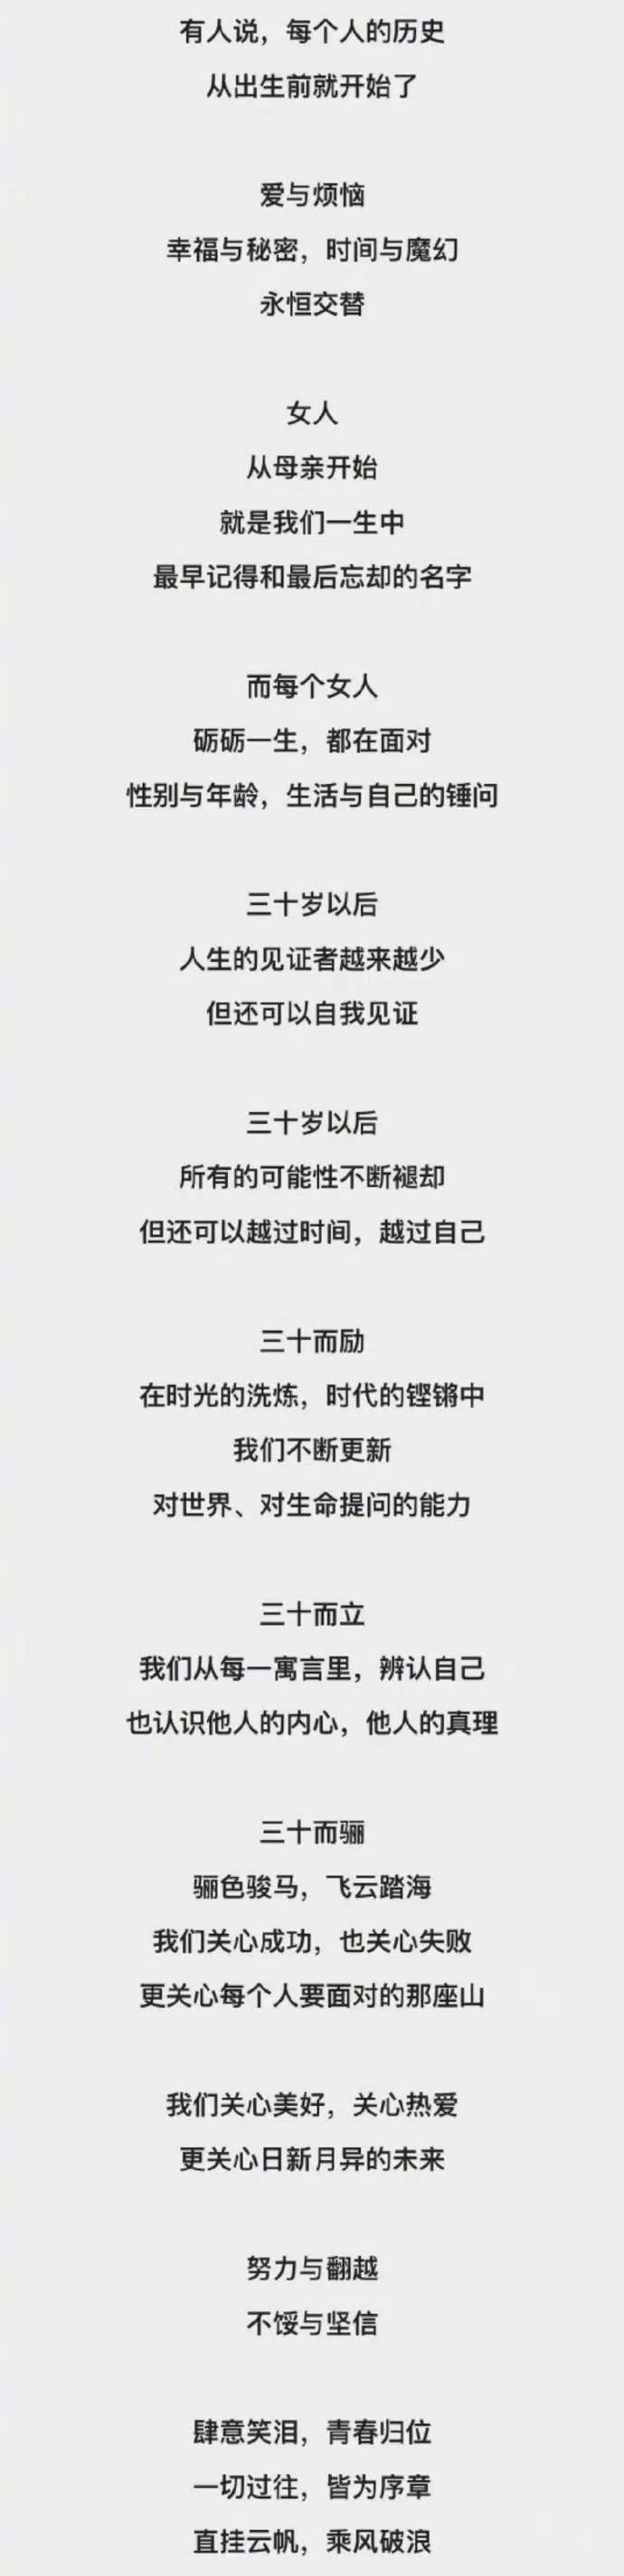 有人说，每个人的历史
从出生前就开始了
爱与烦恼
幸福与秘密，时间与魔幻
永恒交替
女人
从母亲开始
就是我们一生中
最早记得和最后忘却的名字
而每个女人
砺砺一生，都在面对
性别与年龄，生活与自己的锤问
三十岁以后
人生的见证者越来越少
但还可以自我见证
三十岁以后
所有的可能性不断褪却
但还可以越过时间，越过自己
三十而励
在时光的洗炼，时代的铿锵中
我们不断更新
对世界、对生命提问的能力
三十而立
我们从每一寓言里，辨认自己
也认识他人的内心，他人的真理
三十而骊
骊色骏马，飞云踏海
我们关心成功，也关心失败
更关心每个人要面对的那座山
我们关心美好，关心热爱
更关心日新月异的未来
努力与翻越
不馁与坚信
肆意笑泪，青春归位
一切过往，皆为序章
直挂云帆，乘风破浪